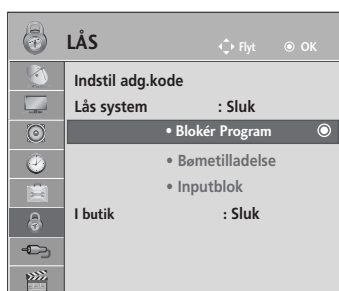 LÅS Flyt OK
Indstil adg.kode
Lås system : Sluk
• Blokér Program
• Bømetilladelse
• Inputblok
I butik : Sluk